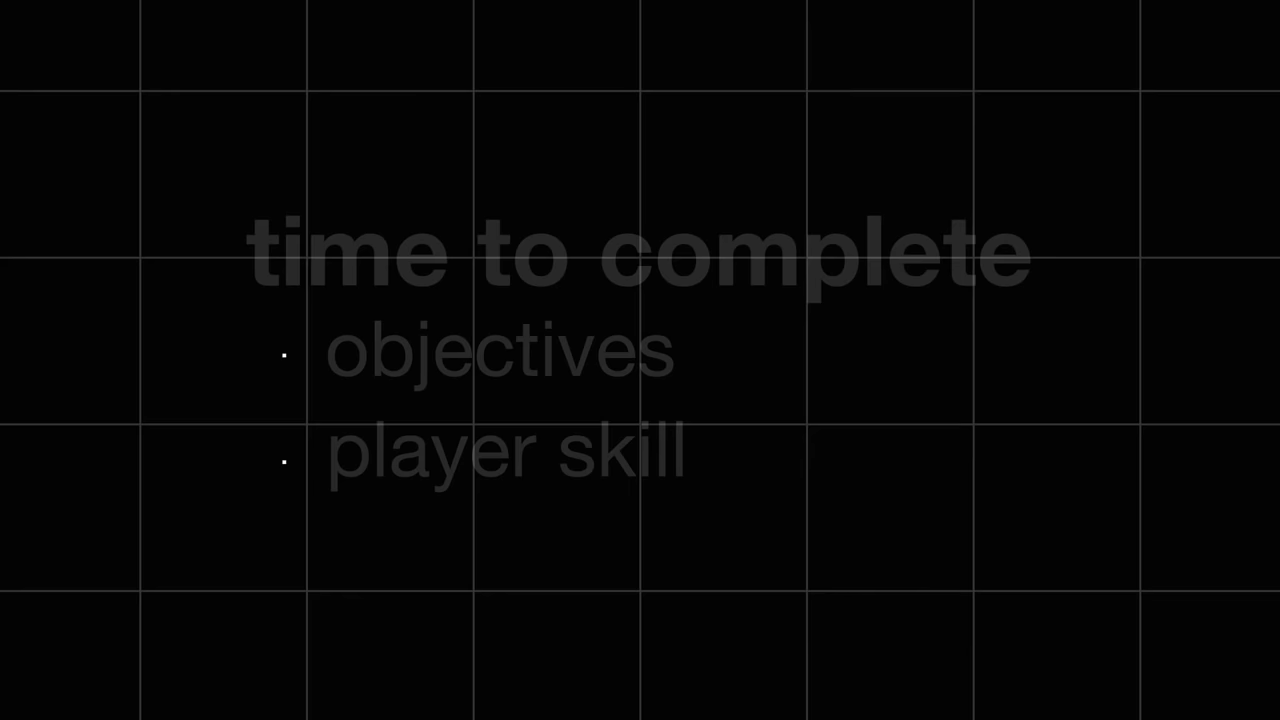 time to complete
· objectives
· player skill